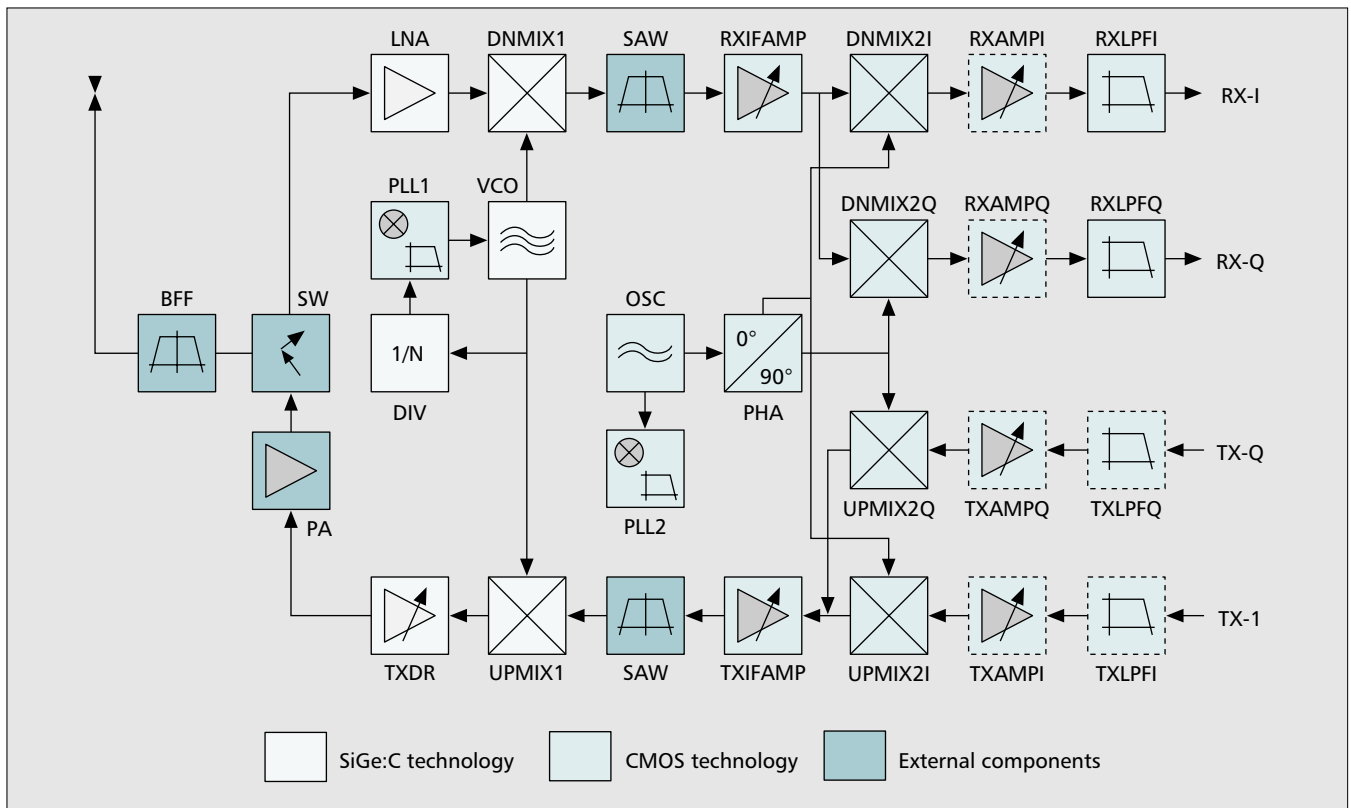 LNA DNMIX1 SAW RXIFAMP DNMIX2I RXAMPI RXLPFI
RX-I
PLL1 VCO DNMIX2Q RXAMPQ RXLPFQ
RX-Q
BFF SW OSC
1/N 0°
90°
DIV PHA
TX-Q
PA PLL2 UPMIX2Q TXAMPQ TXLPFQ
TX-1
TXDR UPMIX1 SAW TXIFAMP UPMIX2I TXAMPI TXLPFI
SiGe:C technology CMOS technology External components